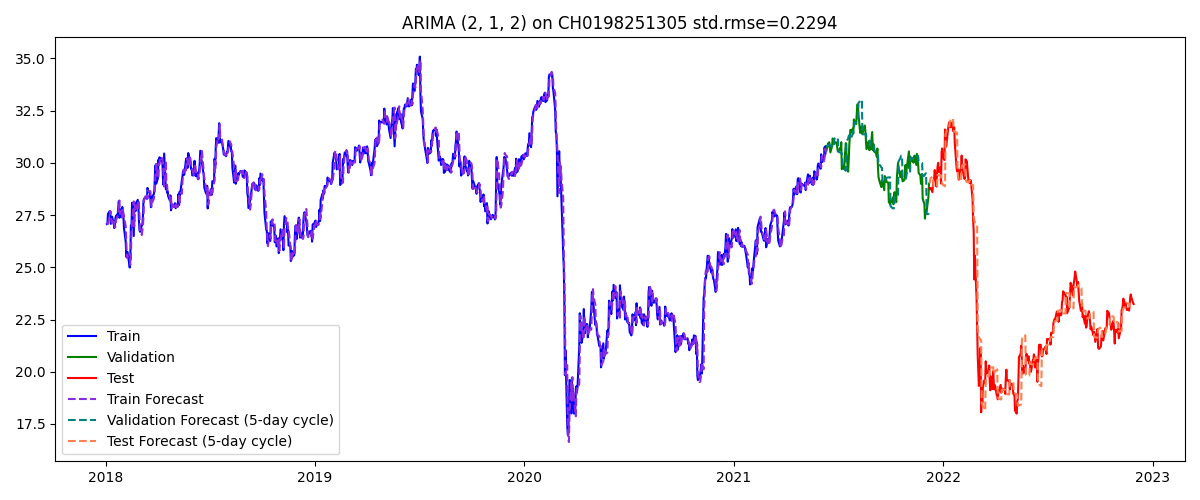 ARIMA (2, 1, 2) on CH0198251305 std.rmse=0.2294
35.0
32.5
30.0
27.5
25.0
22.5
20.0
17.5
Train
Validation
Test
Train Forecast
Validation Forecast (5-day cycle)
Test Forecast (5-day cycle)
2018 2019 2020 2021 2022 2023